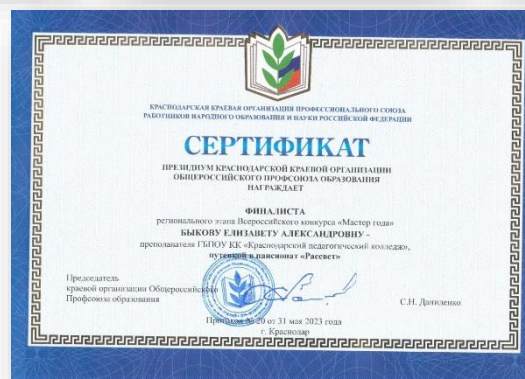 КРАСНОДАРСКАЯ КРАЕВАЯ ОРГАНИЗАЦИЯ ПРОФЕССИОНАЛЬНОГО СОЮЗА
РАБОТНИКОВ НАРОДНОГО ОБРАЗОВАНИЯ И НАУКИ РОССИЙСКОЙ ФЕДЕРАЦИИ
СЕРТИФИКАТ
ПРЕЗИДИУМ КРАСНОДАРСКОЙ КРАЕВОЙ ОРГАНИЗАЦИИ
ОБЩЕРОССИЙСКОГО ПРОФСОЮЗА ОБРАЗОВАНИЯ
НАГРАЖДАЕТ
ФИНАЛИСТА
регионального этапа Всероссийского конкурса «Мастер года»
БЫКОВУ ЕЛИЗАВЕТУ АЛЕКСАНДРОВНУ -
преподавателя ГБПОУ КК «Краснодарский педагогический колледж»,
путевкой в пансионат «Рассвет»
Председатель
краевой организации Общероссийского
Профсоюза образования
С.Н. Даниленко
Протокол № 20 от 31 мая 2023 года
г. Краснодар